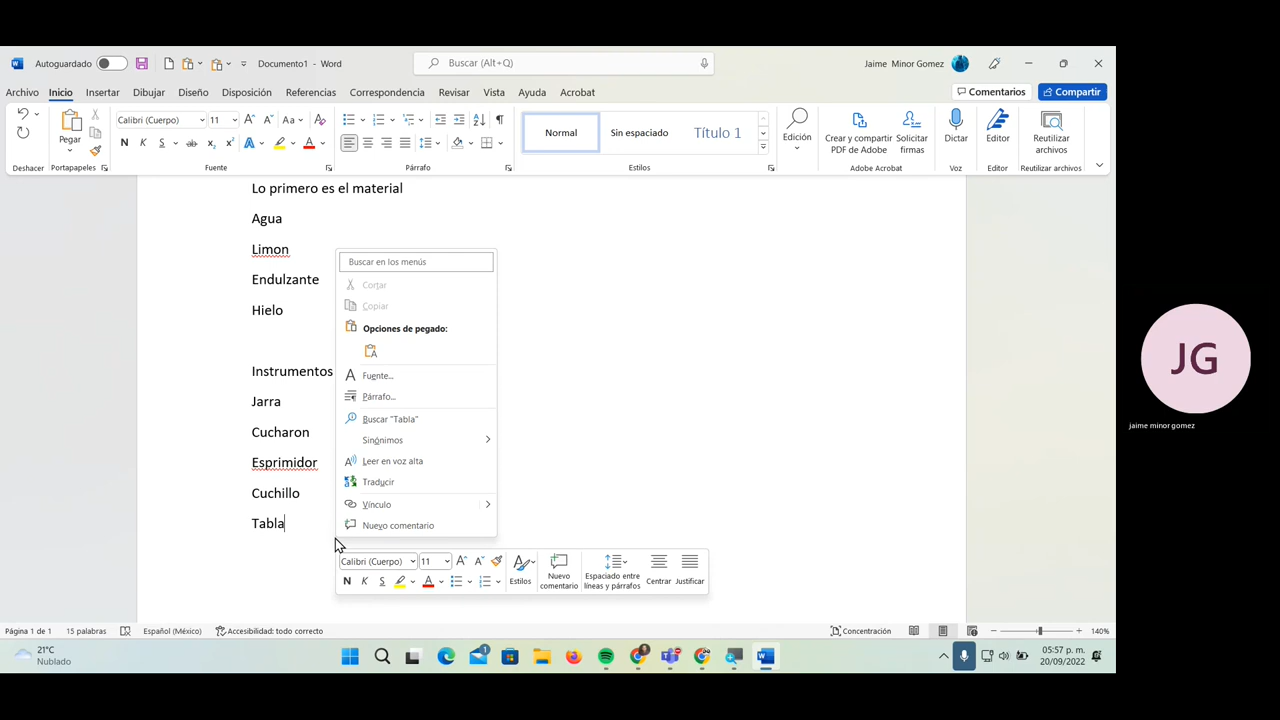 Autoguardado
Documento1 - Word
Buscar (Alt+Q)
Jaime Minor Gomez
Archivo Inicio Insertar Dibujar Diseño Disposición Referencias Correspondencia Revisar Vista Ayuda Acrobat
Comentarios Compartir
Pegar
Calibri (Cuerpo) 11
Aa
N K S ab x₂ x² A A
Normal
Sin espaciado
Título 1
Edición
Crear y compartir PDF de Adobe
Solicitar firmas
Dictar
Editor
Reutilizar archivos
Deshacer Portapapeles Fuente Párrafo Estilos Adobe Acrobat Voz Editor Reutilizar archivos
Lo primero es el material
Agua
Limon
Endulzante
Hielo
Instrumentos
Jarra
Cucharon
Esprimidor
Cuchillo
Tabla
Buscar en los menús
Cortar
Copiar
Opciones de pegado:
Fuente...
Párrafo...
Buscar "Tabla"
Sinónimos
Leer en voz alta
Traducir
Vínculo
Nuevo comentario
Calibri (Cuerpo) 11
N K S A
Estilos
Nuevo comentario
Espaciado entre líneas y párrafos
Centrar
Justificar
Página 1 de 1 15 palabras Español (México) Accesibilidad: todo correcto
Concentración
140%
21°C
Nublado
05:57 p. m.
20/09/2022
JG
jaime minor gomez